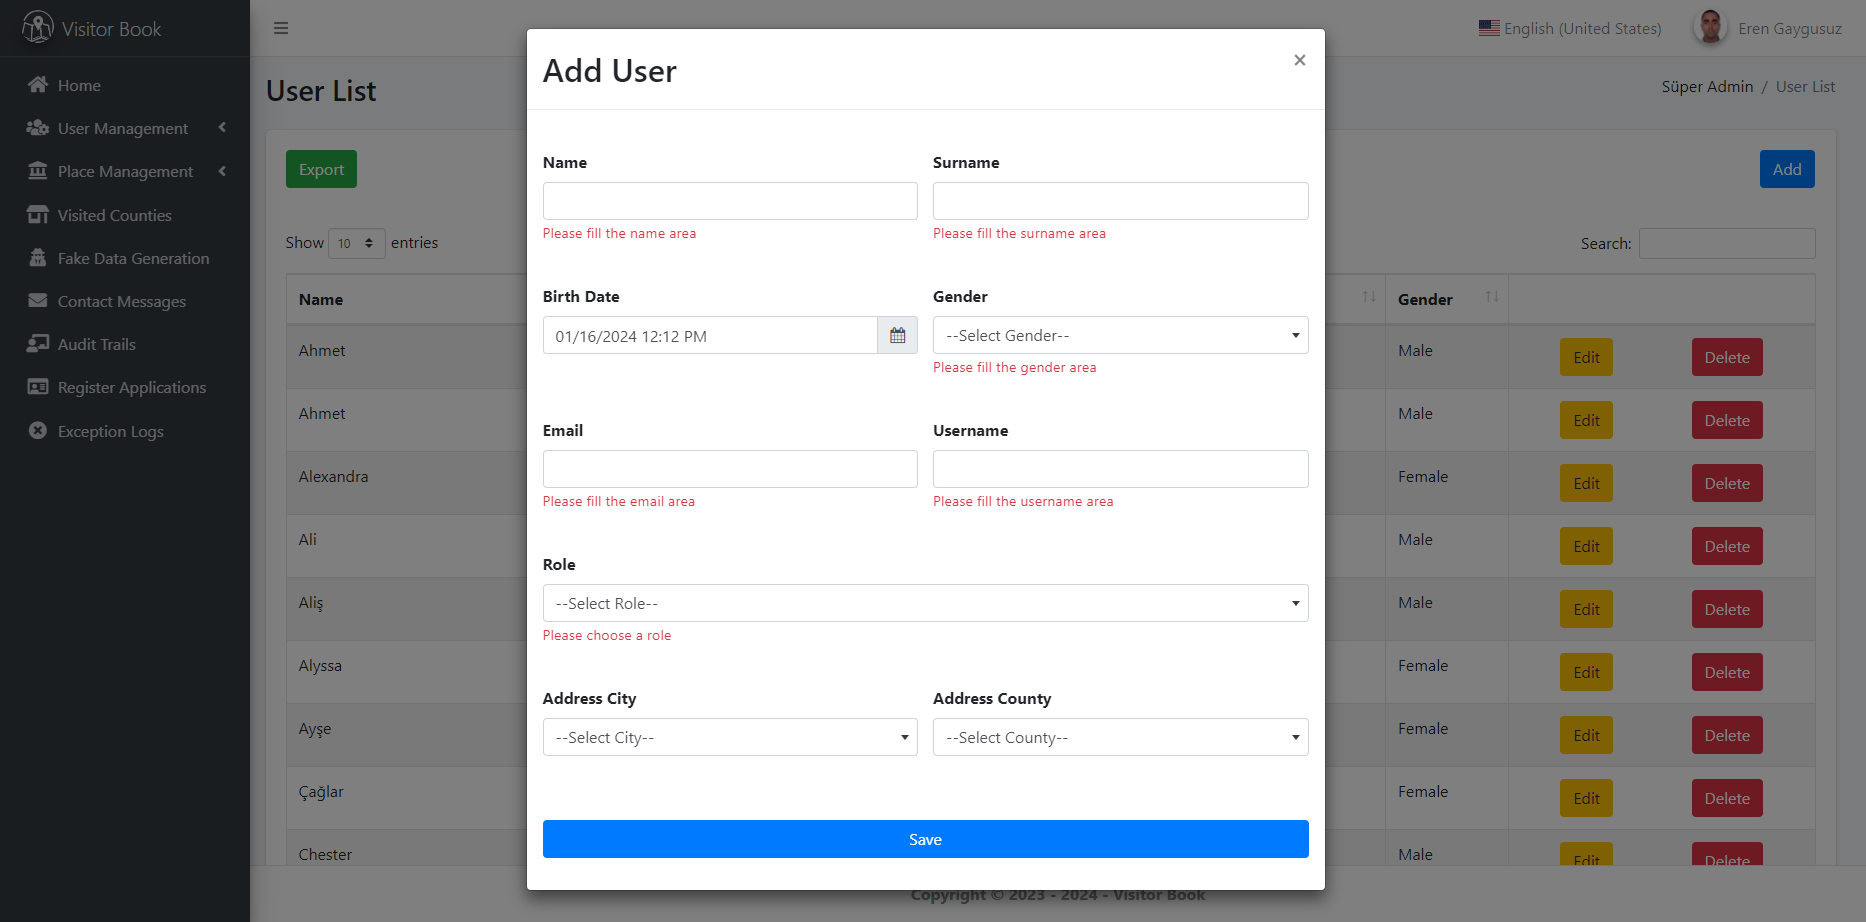 Visitor Book
Home
User Management
Place Management
Visited Counties
Fake Data Generation
Contact Messages
Audit Trails
Register Applications
Exception Logs
English (United States)
Eren Gaygusuz
User List
Süper Admin / User List
Export
Add
Show 10 entries
Search:
Name
Gender
Ahmet
Male
Edit
Delete
Ahmet
Male
Edit
Delete
Alexandra
Female
Edit
Delete
Ali
Male
Edit
Delete
Aliş
Male
Edit
Delete
Alyssa
Female
Edit
Delete
Ayşe
Female
Edit
Delete
Çağlar
Female
Edit
Delete
Chester
Male
Edit
Delete
Add User
×
Name
Surname
Please fill the name area
Please fill the surname area
Birth Date
Gender
01/16/2024 12:12 PM
--Select Gender--
Please fill the gender area
Email
Username
Please fill the email area
Please fill the username area
Role
--Select Role--
Please choose a role
Address City
Address County
--Select City--
--Select County--
Save
Copyright © 2023 - 2024 - Visitor Book